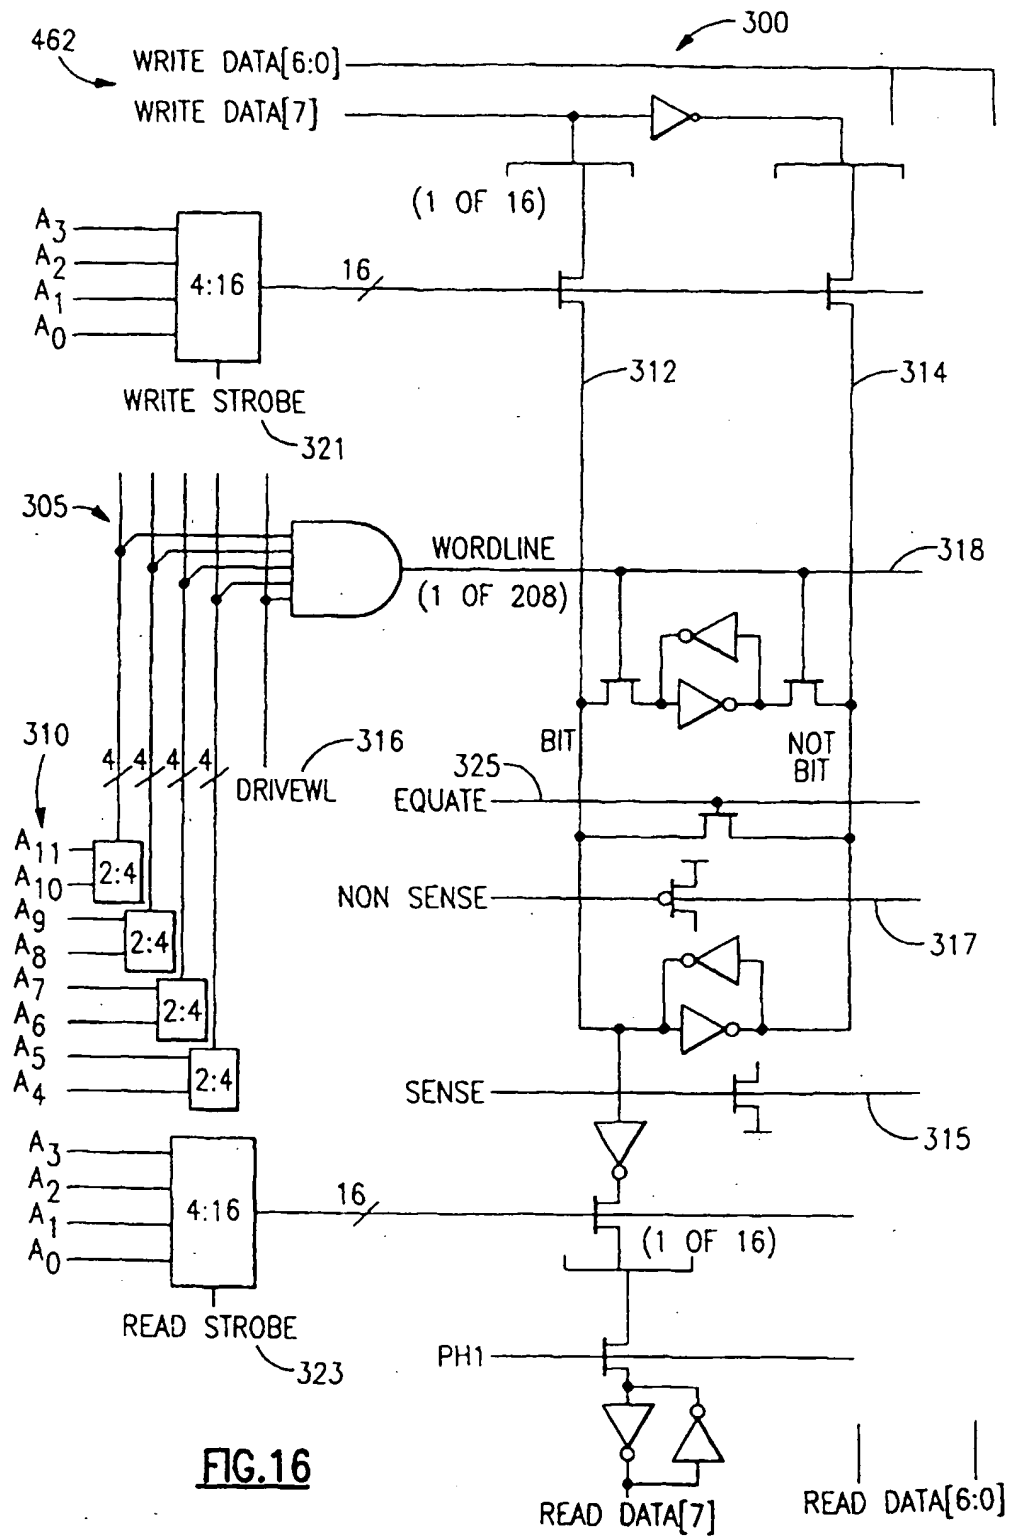 300
462
WRITE DATA[6:0]
WRITE DATA[7]
(1 OF 16)
A3
A2
A1
A0
4:16
16
WRITE STROBE
321
312
314
305
WORDLINE
(1 OF 208)
318
310
4 4 4 4
316
DRIVEWL
BIT
NOT
BIT
325
EQUATE
A11
A10
2:4
A9
A8
2:4
A7
A6
2:4
A5
A4
2:4
NON SENSE
317
SENSE
315
A3
A2
A1
A0
4:16
16
(1 OF 16)
READ STROBE
323
PH1
FIG.16
READ DATA[7]
READ DATA[6:0]